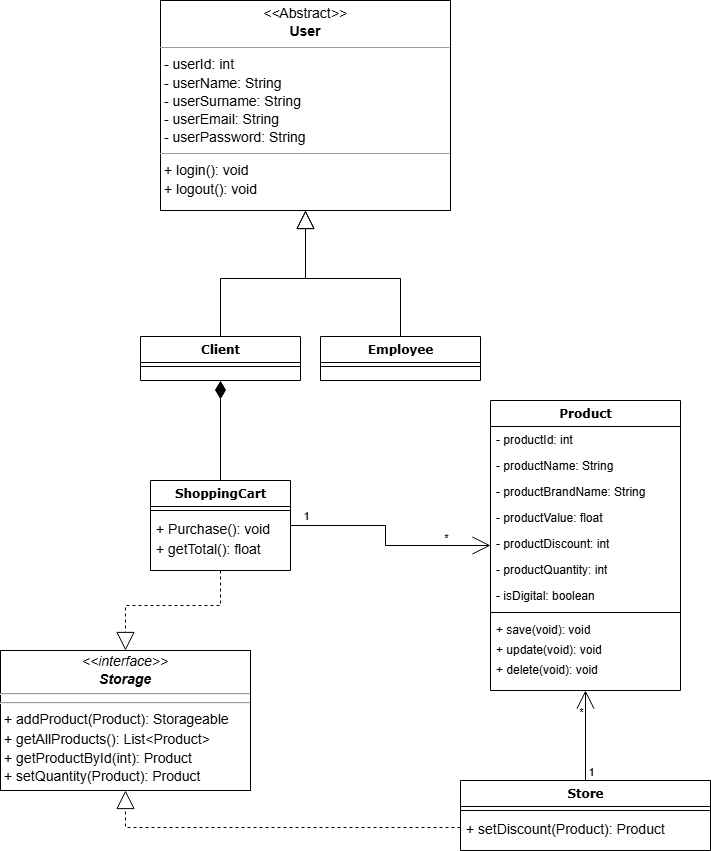 <<Abstract>>
User
- userId: int
- userName: String
- userSurname: String
- userEmail: String
- userPassword: String
+ login(): void
+ logout(): void
Client
Employee
Product
- productId: int
- productName: String
- productBrandName: String
- productValue: float
- productDiscount: int
- productQuantity: int
- isDigital: boolean
+ save(void): void
+ update(void): void
+ delete(void): void
ShoppingCart
+ Purchase(): void
+ getTotal(): float
1
*
<<interface>>
Storage
+ addProduct(Product): Storageable
+ getAllProducts(): List<Product>
+ getProductById(int): Product
+ setQuantity(Product): Product
*
1
Store
+ setDiscount(Product): Product